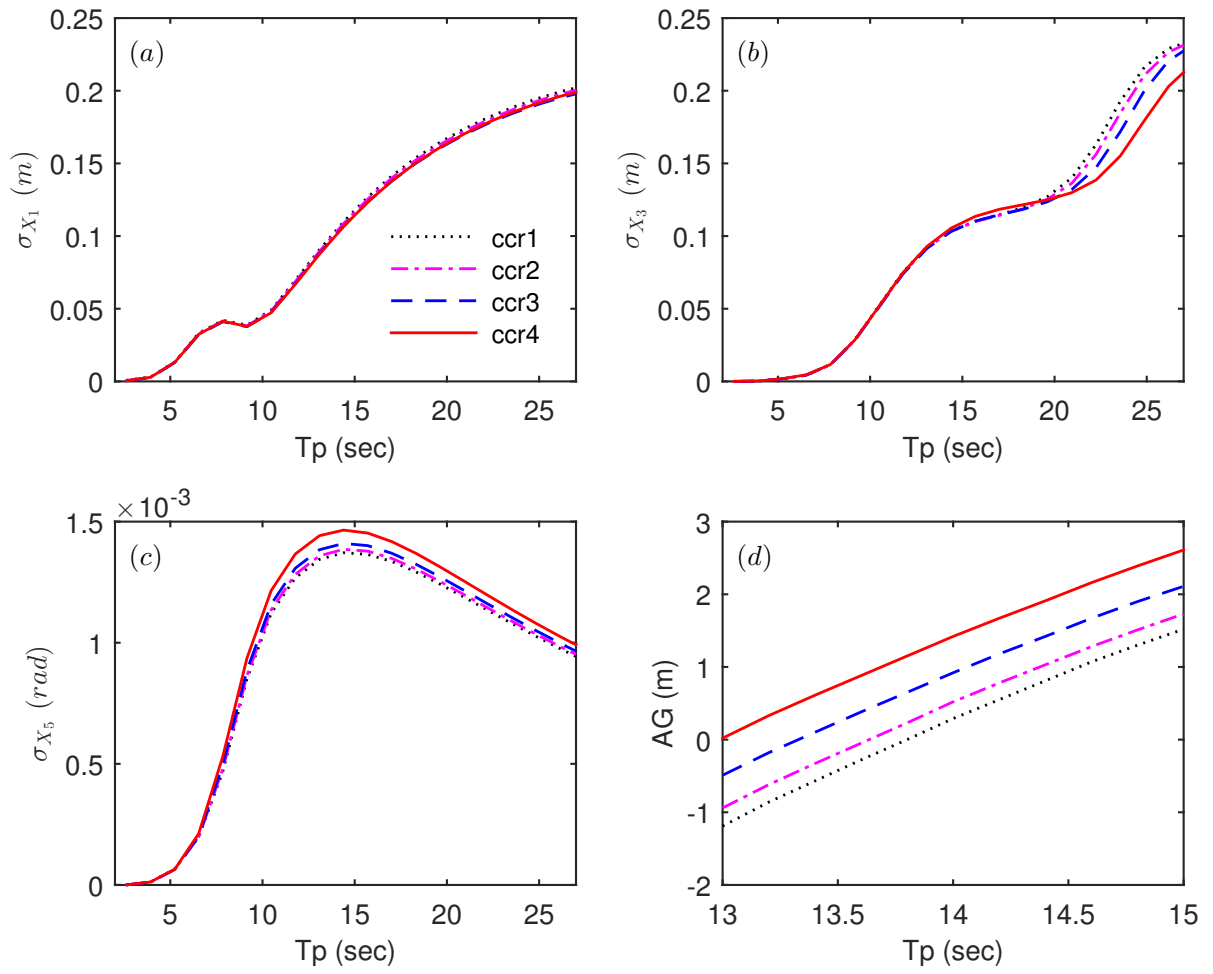 (a)
0.25
0.2
0.15
0.1
0.05
0
σX₁ (m)
ccr1
ccr2
ccr3
ccr4
5 10 15 20 25
Tp (sec)
(b)
0.25
0.2
0.15
0.1
0.05
0
σX₃ (m)
5 10 15 20 25
Tp (sec)
×10⁻³
(c)
1.5
1
0.5
0
σX₅ (rad)
5 10 15 20 25
Tp (sec)
(d)
3
2
1
0
-1
-2
AG (m)
13 13.5 14 14.5 15
Tp (sec)